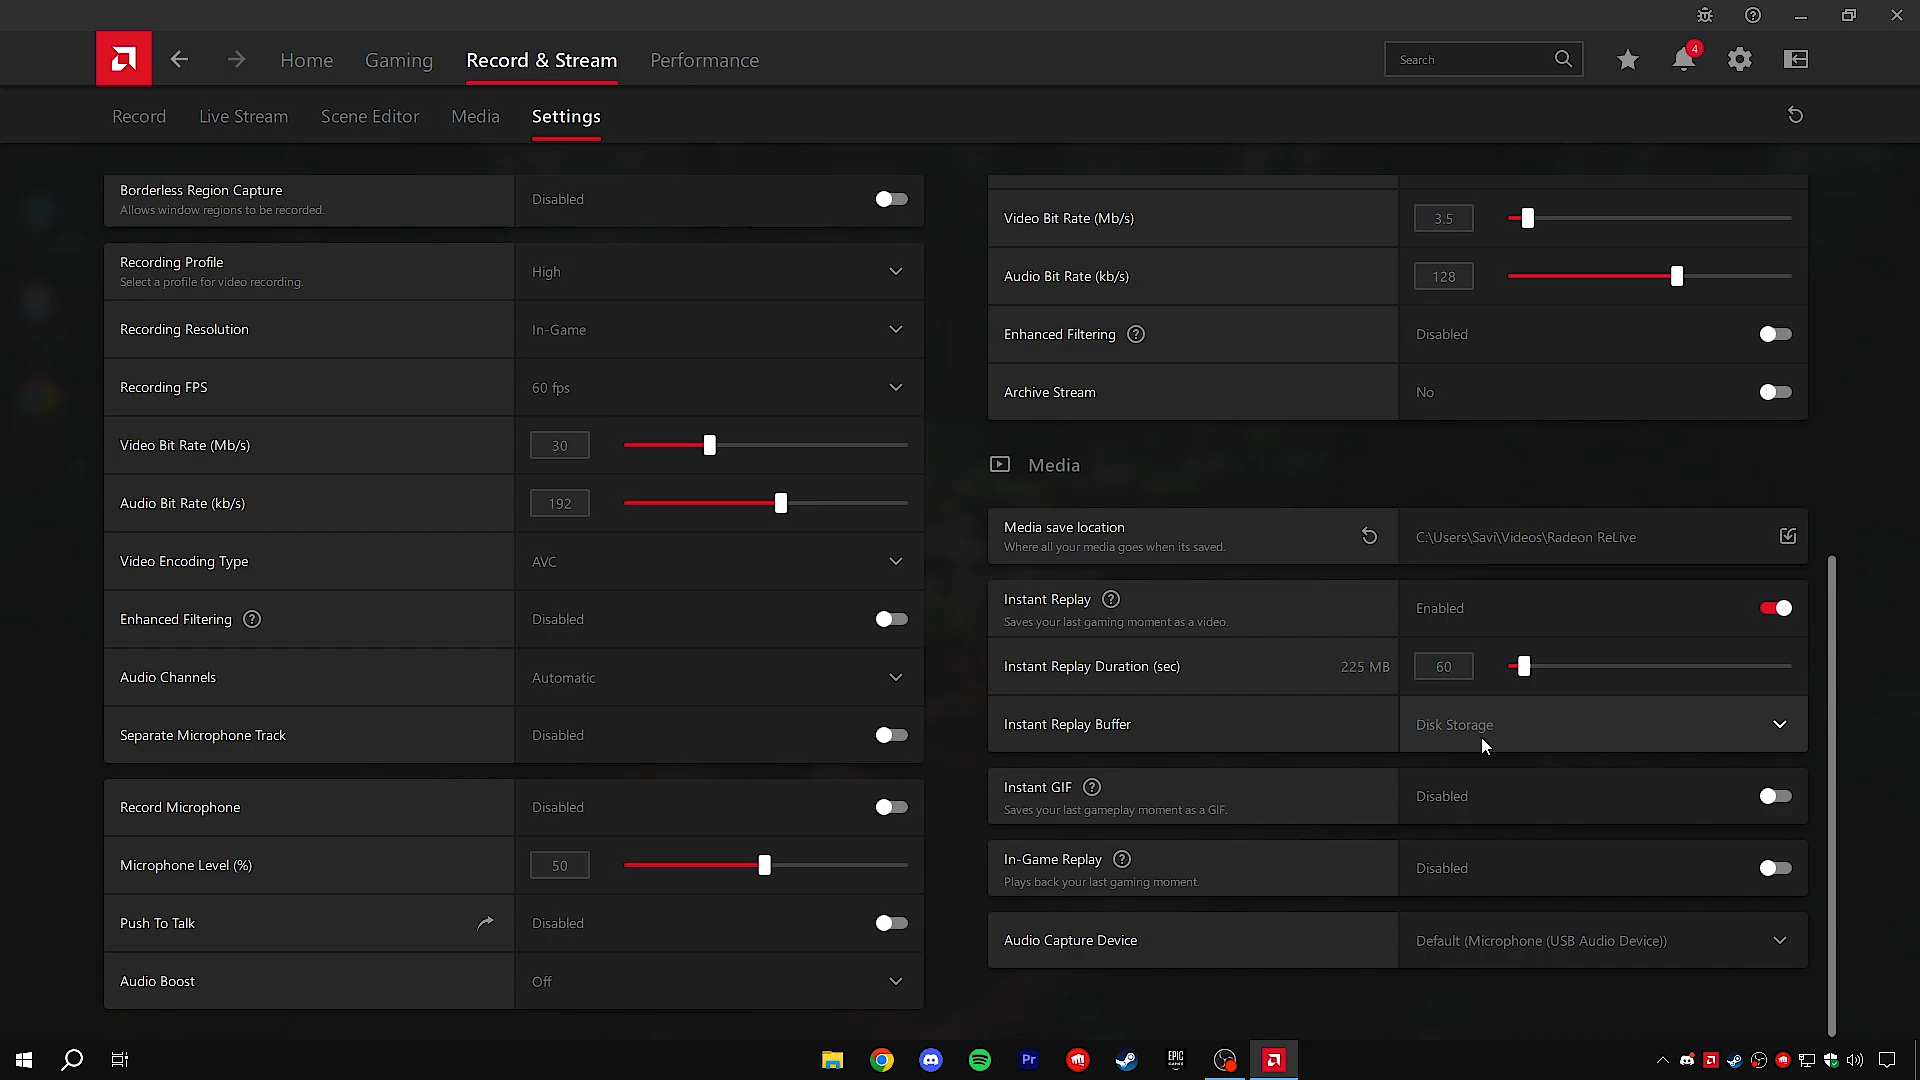 Home
Gaming
Record & Stream
Performance
Search
4
Record
Live Stream
Scene Editor
Media
Settings
Borderless Region Capture
Allows window regions to be recorded.
Disabled
Recording Profile
Select a profile for video recording.
High
Recording Resolution
In-Game
Recording FPS
60 fps
Video Bit Rate (Mb/s)
30
Audio Bit Rate (kb/s)
192
Video Encoding Type
AVC
Enhanced Filtering ?
Disabled
Audio Channels
Automatic
Separate Microphone Track
Disabled
Record Microphone
Disabled
Microphone Level (%)
50
Push To Talk
Disabled
Audio Boost
Off
Video Bit Rate (Mb/s)
3.5
Audio Bit Rate (kb/s)
128
Enhanced Filtering ?
Disabled
Archive Stream
No
Media
Media save location
Where all your media goes when its saved.
C:\Users\Savi\Videos\Radeon ReLive
Instant Replay ?
Saves your last gaming moment as a video.
Enabled
Instant Replay Duration (sec)
225 MB
60
Instant Replay Buffer
Disk Storage
Instant GIF ?
Saves your last gameplay moment as a GIF.
Disabled
In-Game Replay ?
Plays back your last gaming moment.
Disabled
Audio Capture Device
Default (Microphone (USB Audio Device))
Pr
EPIC
GAMES